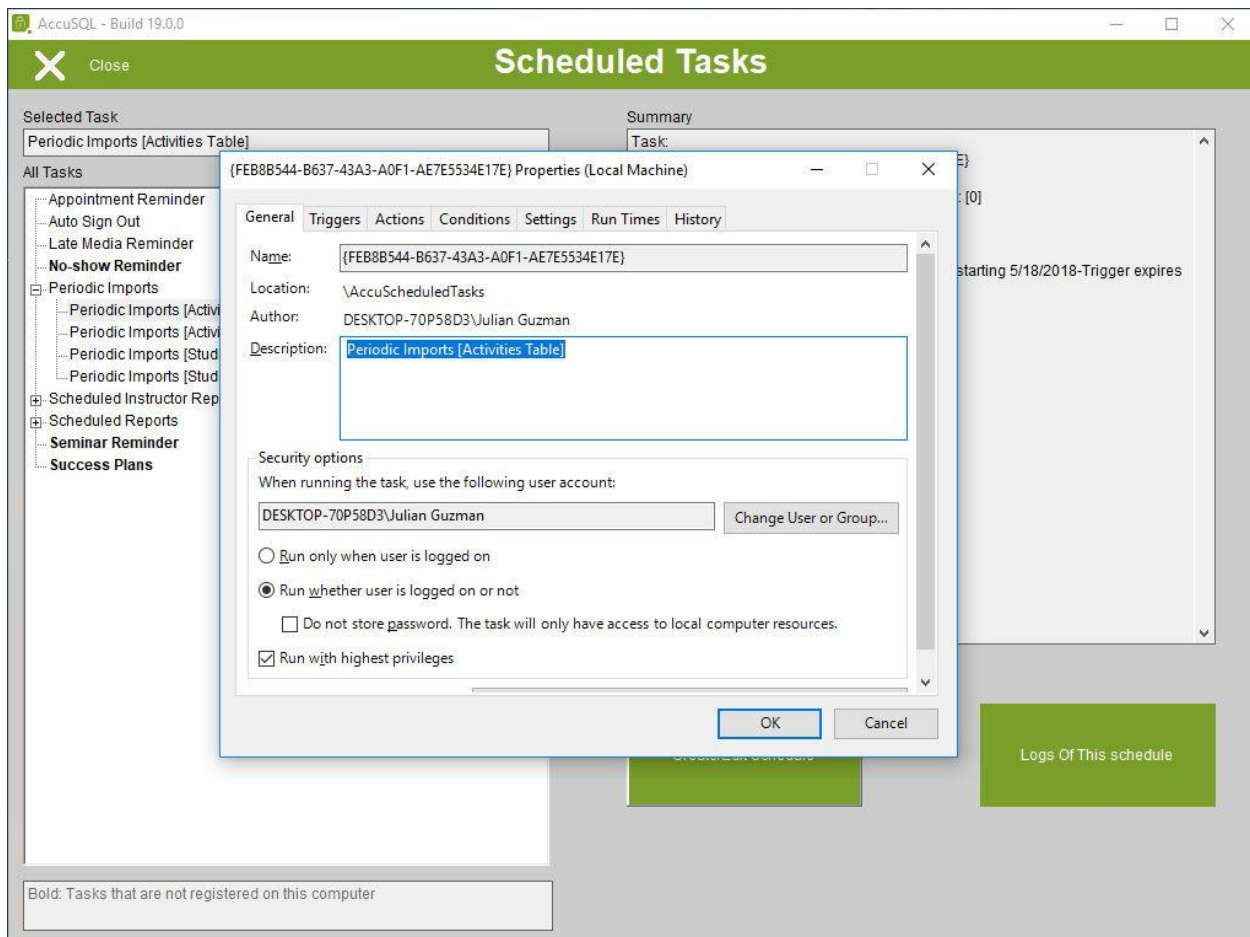 AccuSQL - Build 19.0.0
Close
Scheduled Tasks
Selected Task
Periodic Imports [Activities Table]
All Tasks
Appointment Reminder
Auto Sign Out
Late Media Reminder
No-show Reminder
Periodic Imports
Periodic Imports [Activi
Periodic Imports [Activi
Periodic Imports [Stud
Periodic Imports [Stud
Scheduled Instructor Rep
Scheduled Reports
Seminar Reminder
Success Plans
Bold: Tasks that are not registered on this computer
Summary
Task:
E}
: [0]
starting 5/18/2018-Trigger expires
{FEB8B544-B637-43A3-A0F1-AE7E5534E17E} Properties (Local Machine)
General Triggers Actions Conditions Settings Run Times History
Name: {FEB8B544-B637-43A3-A0F1-AE7E5534E17E}
Location: \AccuScheduledTasks
Author: DESKTOP-70P58D3\Julian Guzman
Description: Periodic Imports [Activities Table]
Security options
When running the task, use the following user account:
DESKTOP-70P58D3\Julian Guzman
Change User or Group...
Run only when user is logged on
Run whether user is logged on or not
Do not store password. The task will only have access to local computer resources.
Run with highest privileges
OK Cancel
Logs Of This schedule